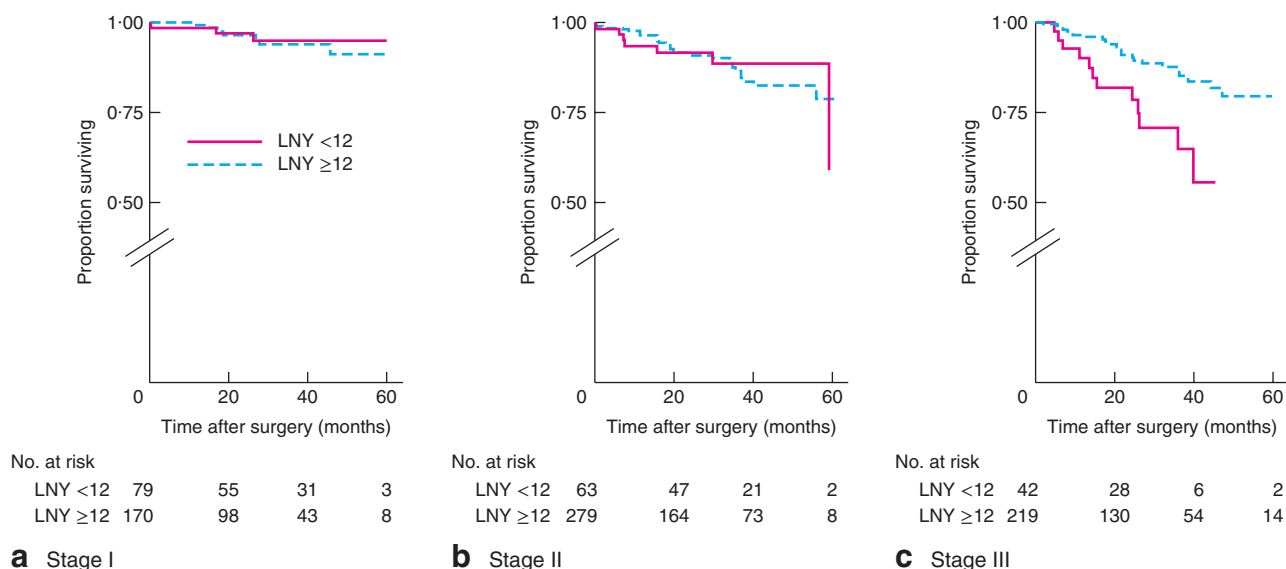 1·00
0·75
0·50
0
20
40
60
Proportion surviving
Time after surgery (months)
LNY <12
LNY ≥12
No. at risk
LNY <12 79 55 31 3
LNY ≥12 170 98 43 8
a Stage I
1·00
0·75
0·50
0
20
40
60
Proportion surviving
Time after surgery (months)
No. at risk
LNY <12 63 47 21 2
LNY ≥12 279 164 73 8
b Stage II
1·00
0·75
0·50
0
20
40
60
Proportion surviving
Time after surgery (months)
No. at risk
LNY <12 42 28 6 2
LNY ≥12 219 130 54 14
c Stage III